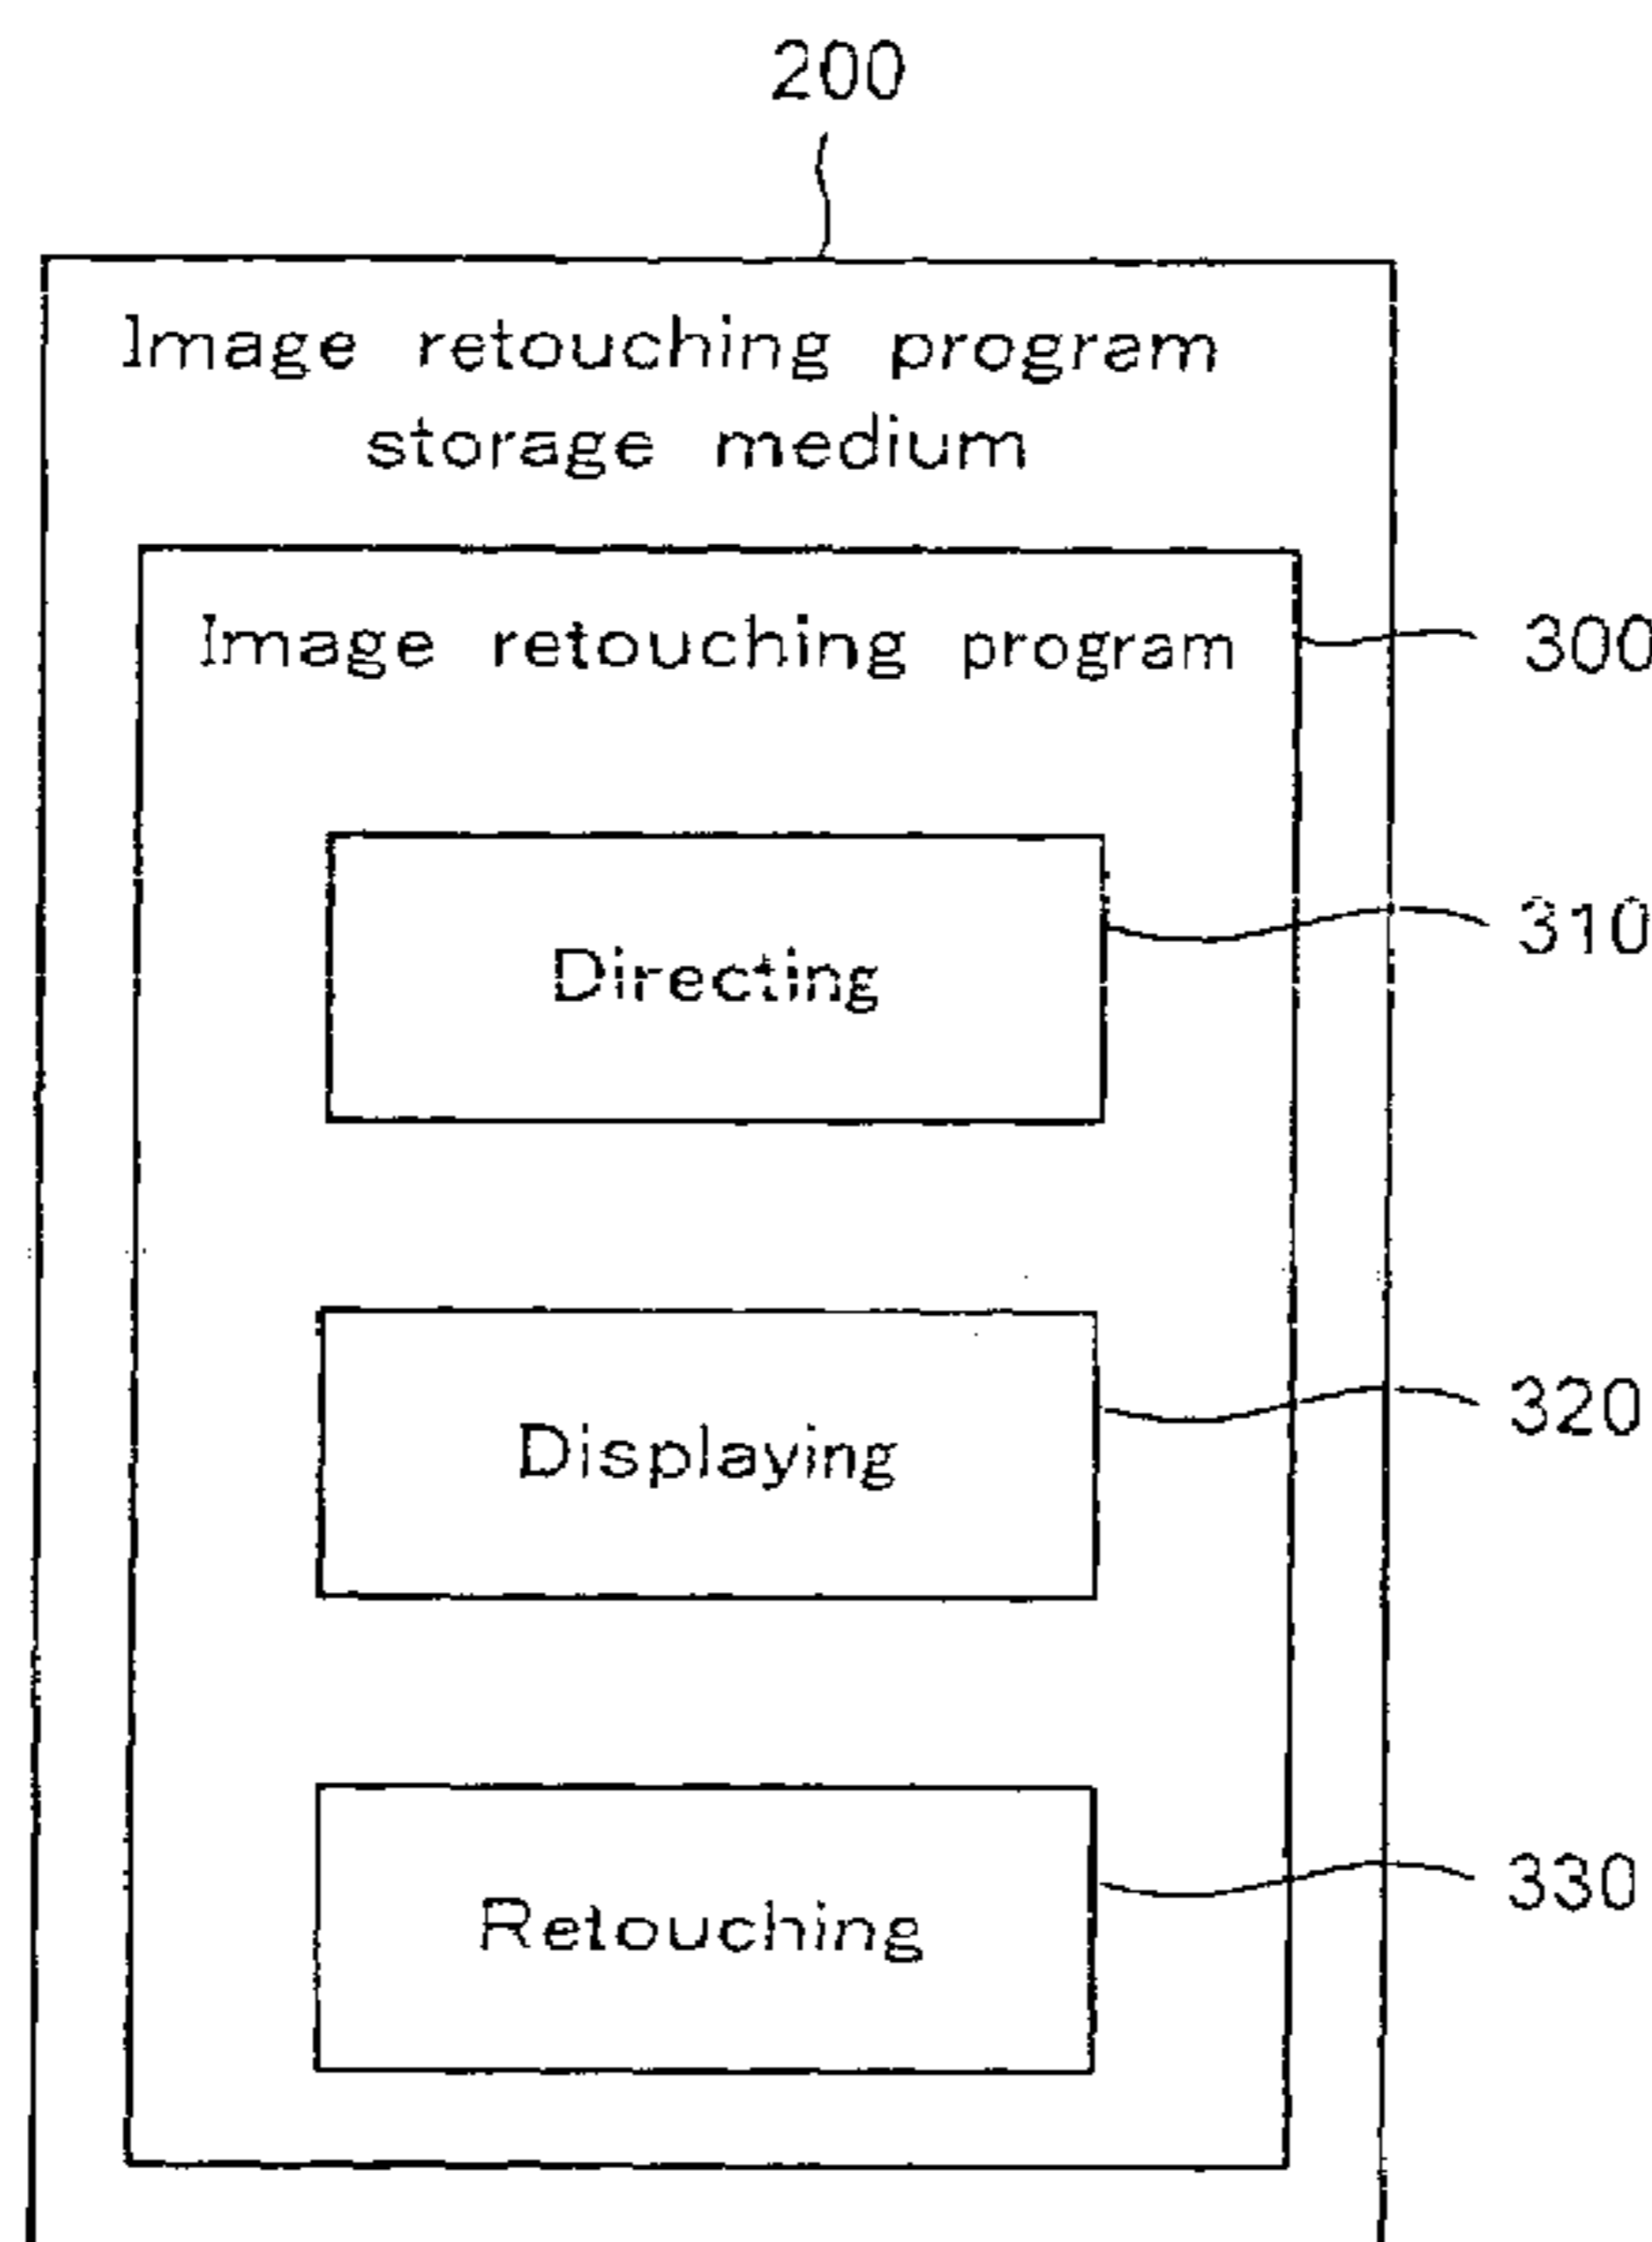 200
Image retouching program
storage medium
Image retouching program
300
Directing
310
Displaying
320
Retouching
330